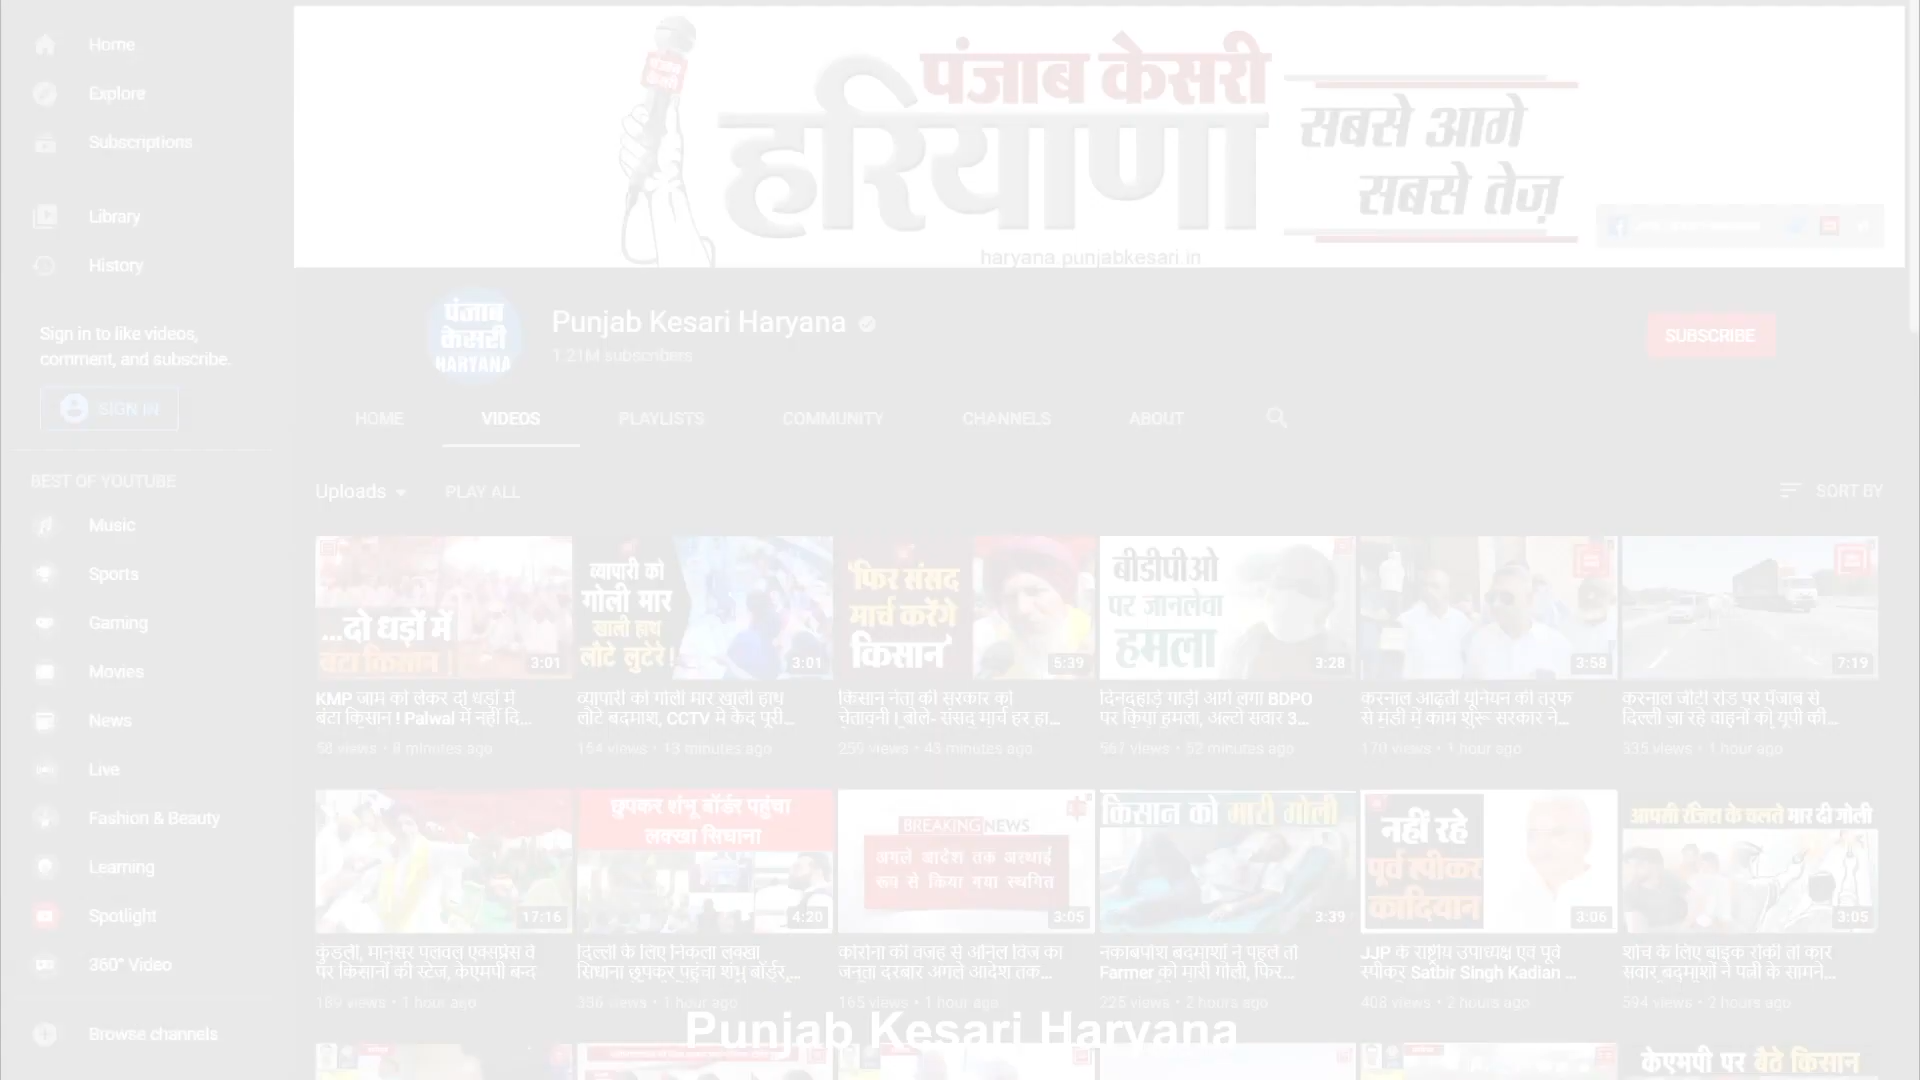 Home
Explore
Subscriptions
Library
History
Sign in to like videos,
comment, and subscribe.
SIGN IN
BEST OF YOUTUBE
Music
Sports
Gaming
Movies
News
Live
Fashion & Beauty
Learning
Spotlight
360° Video
Browse channels
पंजाब केसरी
हरियाणा
सबसे आगे
सबसे तेज़
haryana.punjabkesari.in
पंजाब
केसरी
HARYANA
Punjab Kesari Haryana
1.21M subscribers
SUBSCRIBE
HOME VIDEOS PLAYLISTS COMMUNITY CHANNELS ABOUT
Uploads PLAY ALL SORT BY
...दो धड़ों में
बंटा किसान !
3:01
KMP जाम को लेकर दो धड़ों में
बंटा किसान ! Palwal में नहीं दि...
58 views • 8 minutes ago
व्यापारी को
गोली मार
खाली हाथ
लौटे लुटेरे !
3:01
व्यापारी को गोली मार खाली हाथ
लौटे बदमाश, CCTV में कैद पूरी...
154 views • 13 minutes ago
'फिर संसद
मार्च करेंगे
किसान'
5:39
किसान नेता की सरकार को
चेतावनी ! बोले- संसद मार्च हर हा...
259 views • 45 minutes ago
बीडीपीओ
पर जानलेवा
हमला
3:28
दिनदहाड़े गाड़ी आगे लगा BDPO
पर किया हमला, अल्टो सवार 3...
567 views • 52 minutes ago
3:58
करनाल आढ़ती यूनियन की तरफ
से मंडी में काम शुरू सरकार ने...
170 views • 1 hour ago
7:19
करनाल जीटी रोड पर पंजाब से
दिल्ली जा रहे वाहनों को यूपी की...
335 views • 1 hour ago
17:16
कुंडली, मानेसर पलवल एक्सप्रेस वे
पर किसानों की स्टेज, केएमपी बन्द
189 views • 1 hour ago
छुपकर शंभू बॉर्डर पहुंचा
लक्खा सिधाना
4:20
दिल्ली के लिए निकला लक्खा
सिधाना छुपकर पहुंचा शंभू बॉर्डर,...
336 views • 1 hour ago
BREAKING NEWS
अगले आदेश तक अस्थाई
रूप से किया गया स्थगित
3:05
कोरोना की वजह से अनिल विज का
जनता दरबार अगले आदेश तक...
165 views • 1 hour ago
किसान को मारी गोली
3:39
नकाबपोश बदमाशों ने पहले तो
Farmer को मारी गोली, फिर...
225 views • 2 hours ago
नहीं रहे
पूर्व स्पीकर
कादियान
3:06
JJP के राष्ट्रीय उपाध्यक्ष एवं पूर्व
स्पीकर Satbir Singh Kadian ...
408 views • 2 hours ago
आपसी रंजिश के चलते मार दी गोली
3:05
शौच के लिए बाइक रोकी तो कार
सवार बदमाशों ने पत्नी के सामने...
594 views • 2 hours ago
केएमपी पर बैठे किसान
Punjab Kesari Haryana